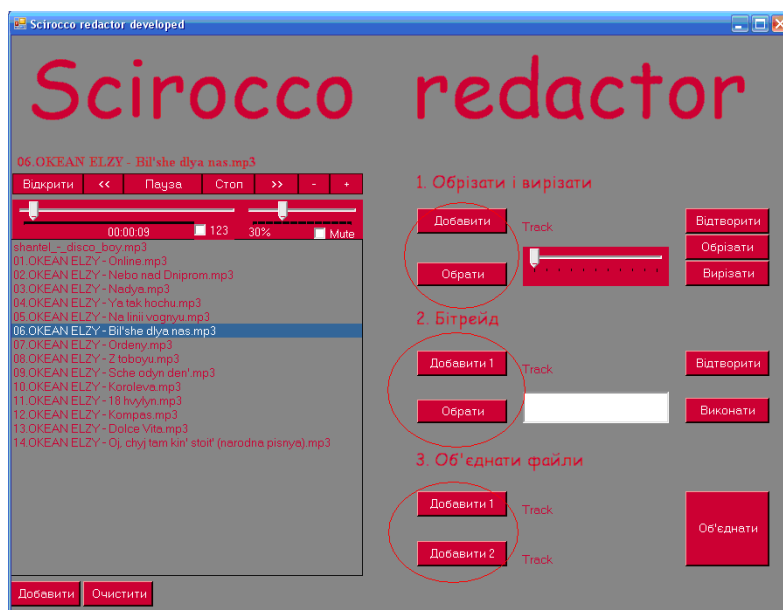 Scirocco redactor developed
Scirocco redactor
06.OKEAN ELZY - Bil'she dlya nas.mp3
Відкрити << Пауза Стоп >> - +
00:00:09 123 30% Mute
shantel_-_disco_boy.mp3
01.OKEAN ELZY - Online.mp3
02.OKEAN ELZY - Nebo nad Dniprom.mp3
03.OKEAN ELZY - Nadya.mp3
04.OKEAN ELZY - Ya tak hochu.mp3
05.OKEAN ELZY - Na linii vognyu.mp3
06.OKEAN ELZY - Bil'she dlya nas.mp3
07.OKEAN ELZY - Ordeny.mp3
08.OKEAN ELZY - Z toboyu.mp3
09.OKEAN ELZY - Sche odyn den'.mp3
10.OKEAN ELZY - Koroleva.mp3
11.OKEAN ELZY - 18 hvylyn.mp3
12.OKEAN ELZY - Kompas.mp3
13.OKEAN ELZY - Dolce Vita.mp3
14.OKEAN ELZY - Oj, chyj tam kin' stoit' (narodna pisnya).mp3
Добавити Очистити
1. Обрізати і вирізати
Добавити Track Відтворити
Обрізати
Обрати Вирізати
2. Бітрейд
Добавити 1 Track Відтворити
Обрати Виконати
3. Об'єднати файли
Добавити 1 Track
Об'єднати
Добавити 2 Track